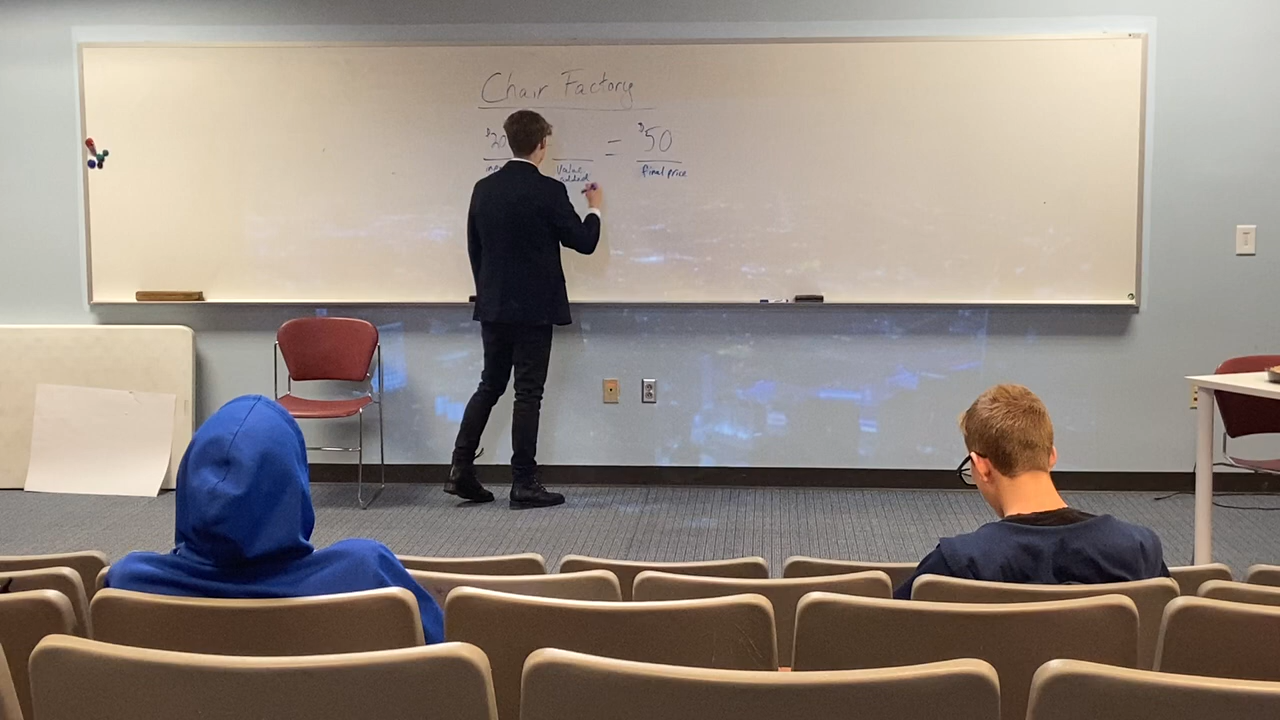 Chair Factory
$20 = $50
value final price
added